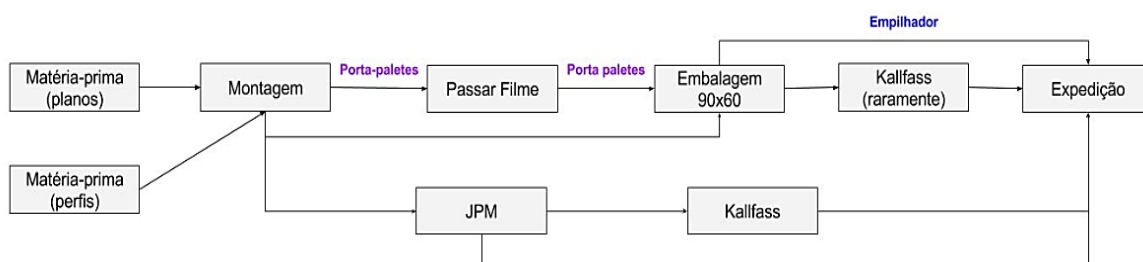 Empilhador
Matéria-prima
(planos)
Montagem
Porta-paletes
Passar Filme
Porta paletes
Embalagem
90x60
Kallfass
(raramente)
Expedição
Matéria-prima
(perfis)
JPM
Kallfass